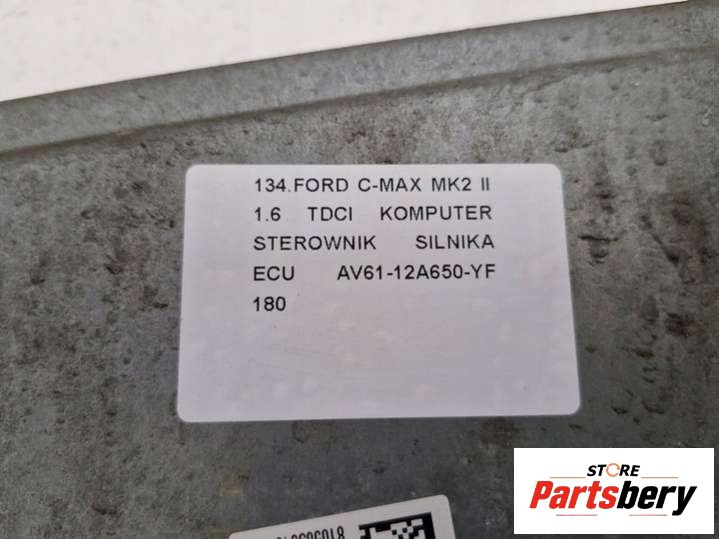 134.FORD C-MAX MK2 II
1.6 TDCI KOMPUTER
STEROWNIK SILNIKA
ECU AV61-12A650-YF
180
STORE
Partsbery